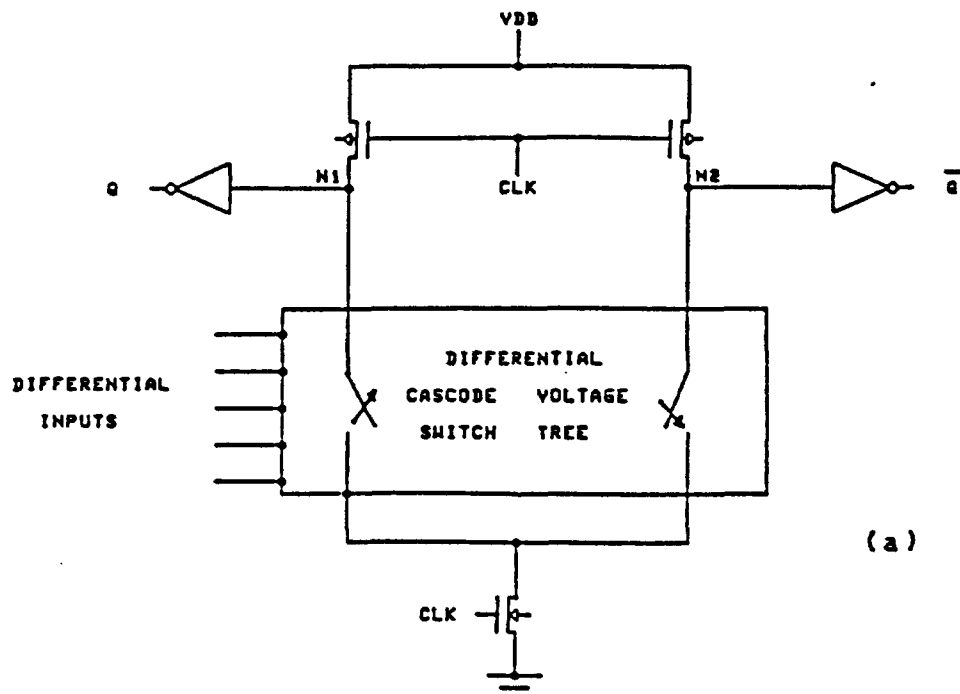 VDD
Q
N1
CLK
N2
Q̅
DIFFERENTIAL
INPUTS
DIFFERENTIAL
CASCODE VOLTAGE
SWITCH TREE
(a)
CLK